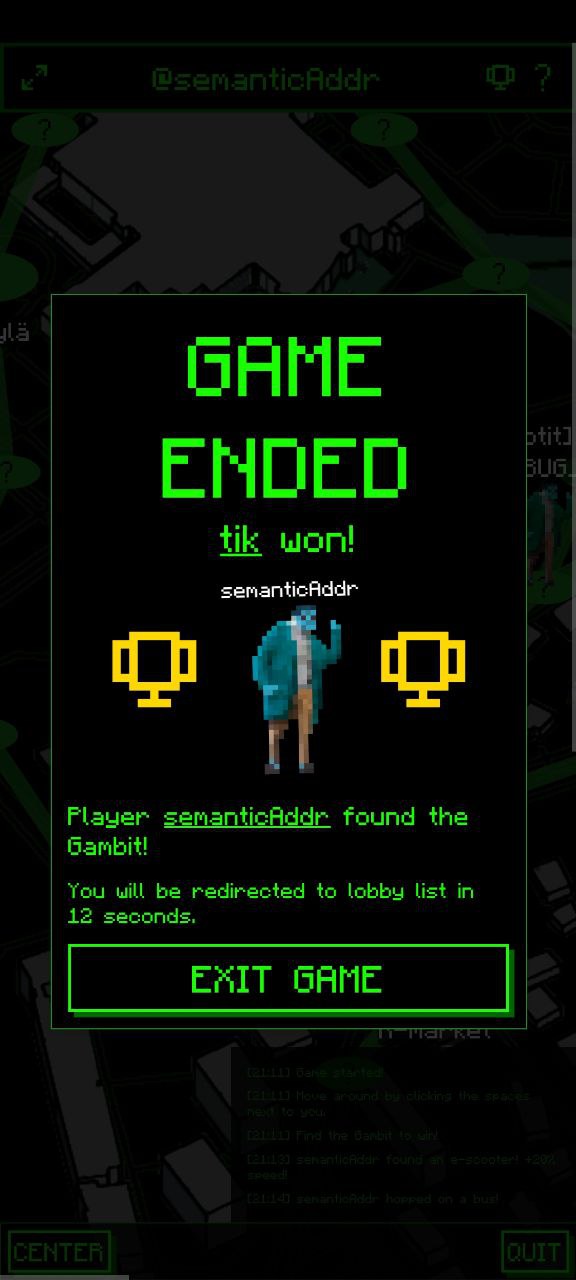 @semanticAddr
?
?
?
?
ylä
GAME
ENDED
tik won!
semanticAddr
Player semanticAddr found the
Gambit!
You will be redirected to lobby list in
12 seconds.
EXIT GAME
[21:11] Game started!
[21:11] Move around by clicking the spaces
next to you.
[21:11] Find the Gambit to win!
[21:13] semanticAddr found an e-scooter! +20%
speed!
[21:14] semanticAddr hopped on a bus!
CENTER
QUIT